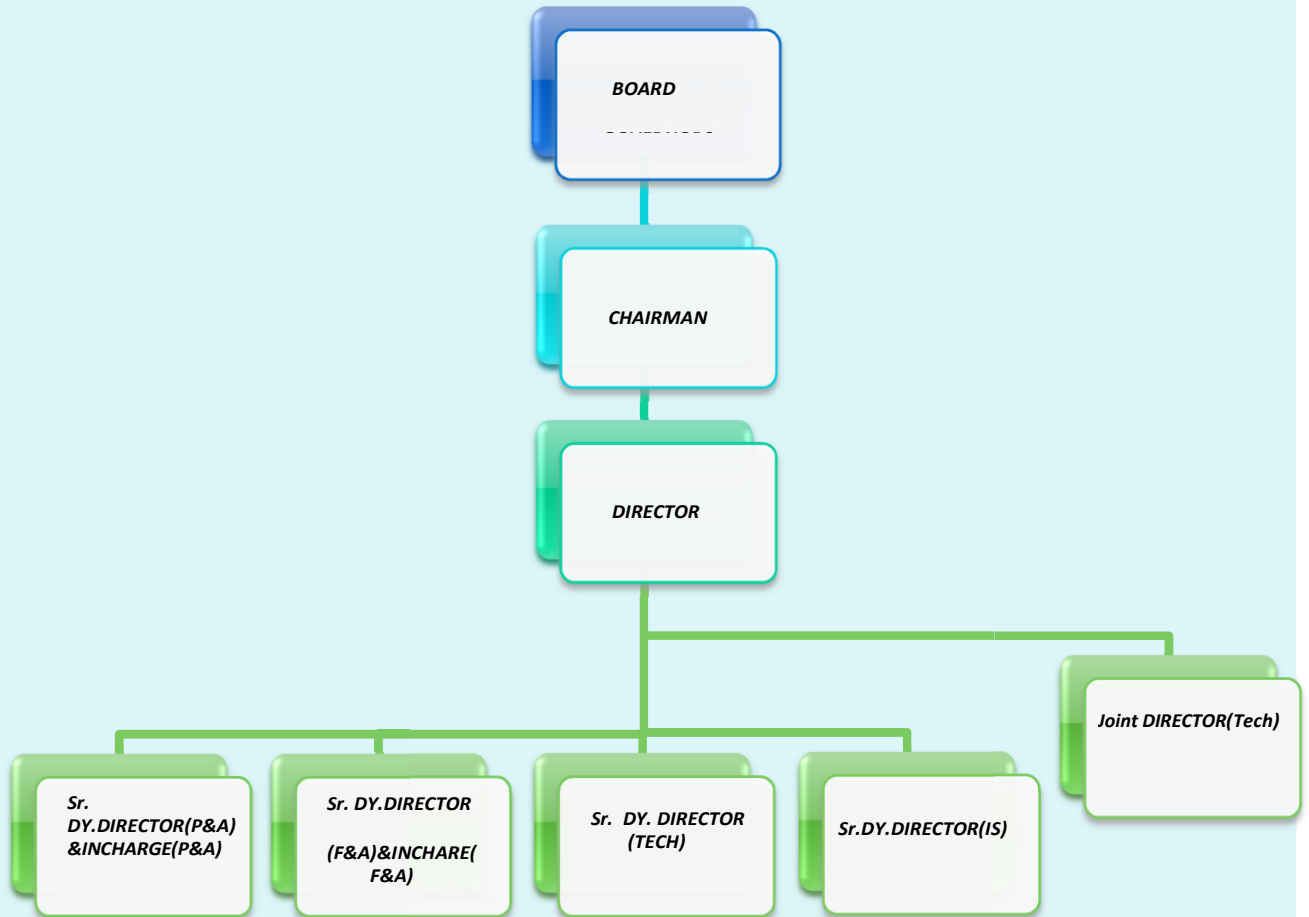 BOARD
CHAIRMAN
DIRECTOR
Joint DIRECTOR(Tech)
Sr.
DY.DIRECTOR(P&A)
&INCHARGE(P&A)
Sr. DY.DIRECTOR
(F&A)&INCHARE(
F&A)
Sr. DY. DIRECTOR
(TECH)
Sr.DY.DIRECTOR(IS)